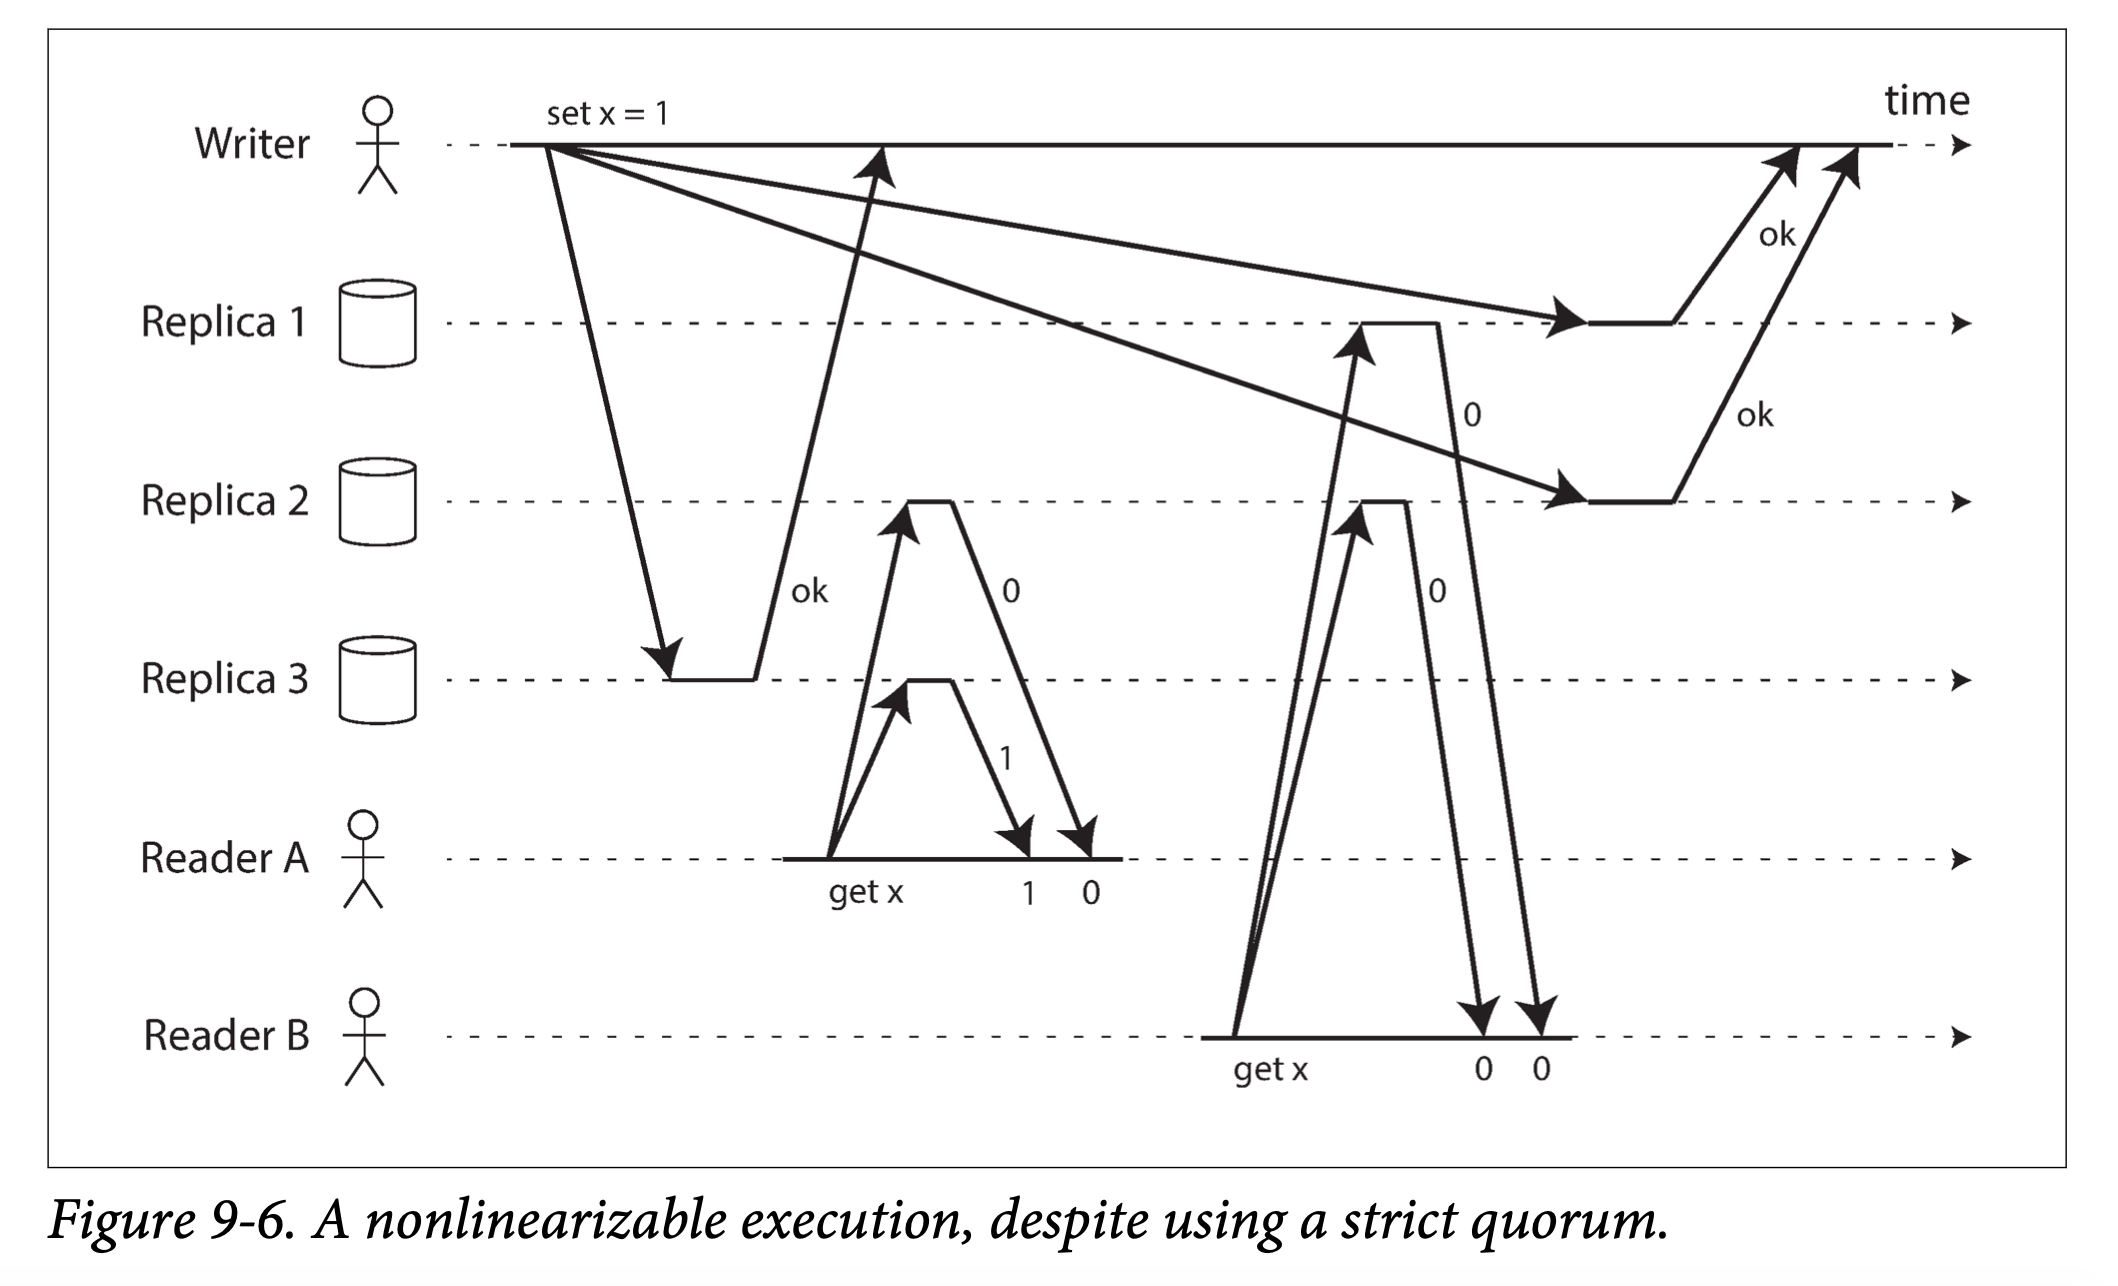 time
set x = 1
Writer
ok
Replica 1
0
ok
Replica 2
ok
0
0
Replica 3
1
Reader A
get x 1 0
Reader B
get x 0 0
Figure 9-6. A nonlinearizable execution, despite using a strict quorum.